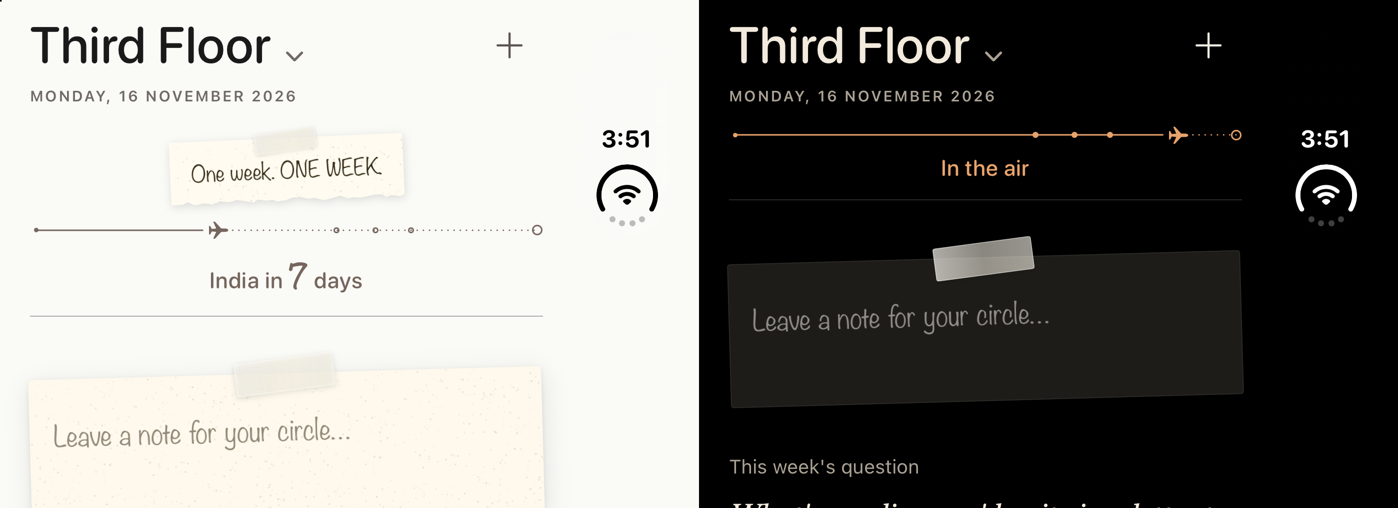 Third Floor
MONDAY, 16 NOVEMBER 2026
One week. ONE WEEK.
3:51
India in 7 days
Leave a note for your circle...
Third Floor
MONDAY, 16 NOVEMBER 2026
3:51
In the air
Leave a note for your circle...
This week's question